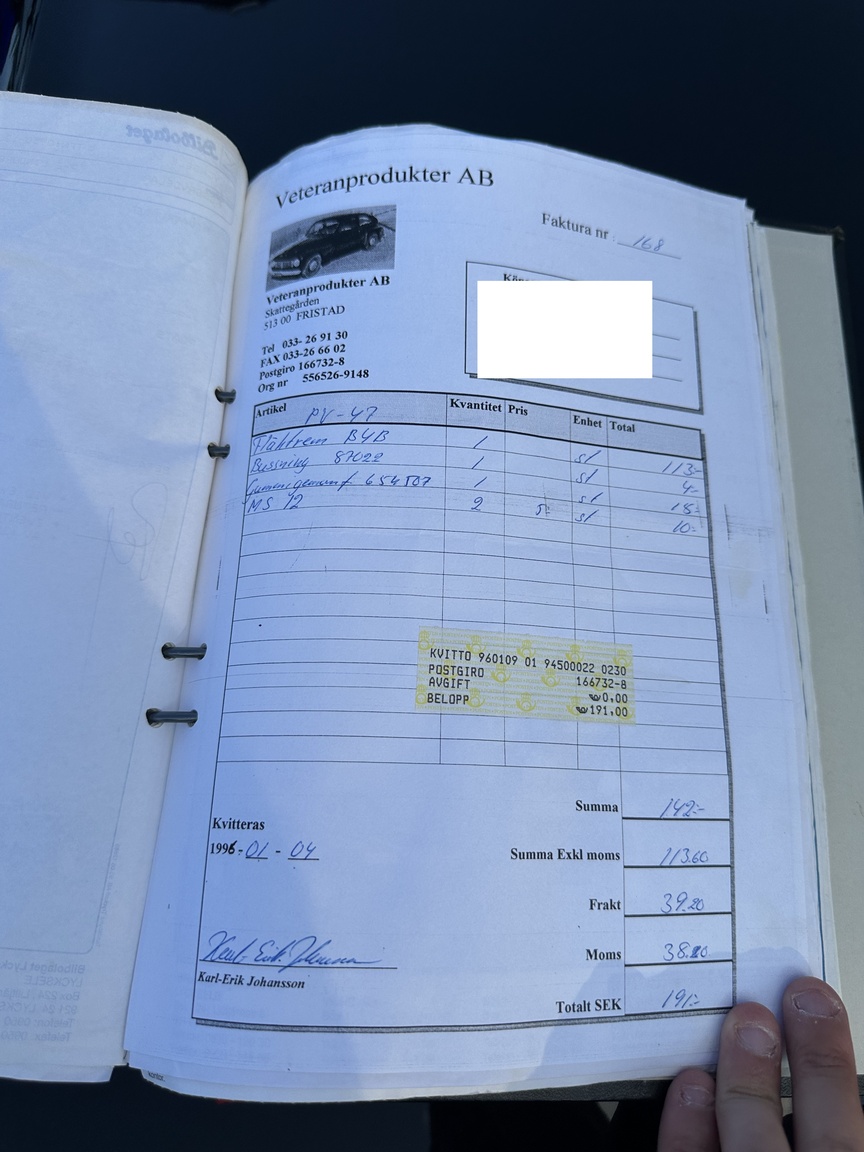 Bilbolaget
Veteranprodukter AB
Faktura nr : 168
Veteranprodukter AB
Skattegården
513 00 FRISTAD
Tel 033- 26 91 30
FAX 033-26 66 02
Postgiro 166732-8
Org nr 556526-9148
Artikel PV-47 Kvantitet Pris Enhet Total
Fläktrem B4B 1 st 113:-
Bussning 87022 1 st 4:-
1 st 18:-
MS 12 2 5:- st 10:-
KVITTO 960109 01 94500022 0230
POSTGIRO 166732-8
AVGIFT 0,00
BELOPP 191,00
Summa 142:-
Kvitteras
1996-01 - 04
Summa Exkl moms 113.60
Frakt 39.20
Moms 38.20
Karl-Erik Johansson
Totalt SEK 191:-